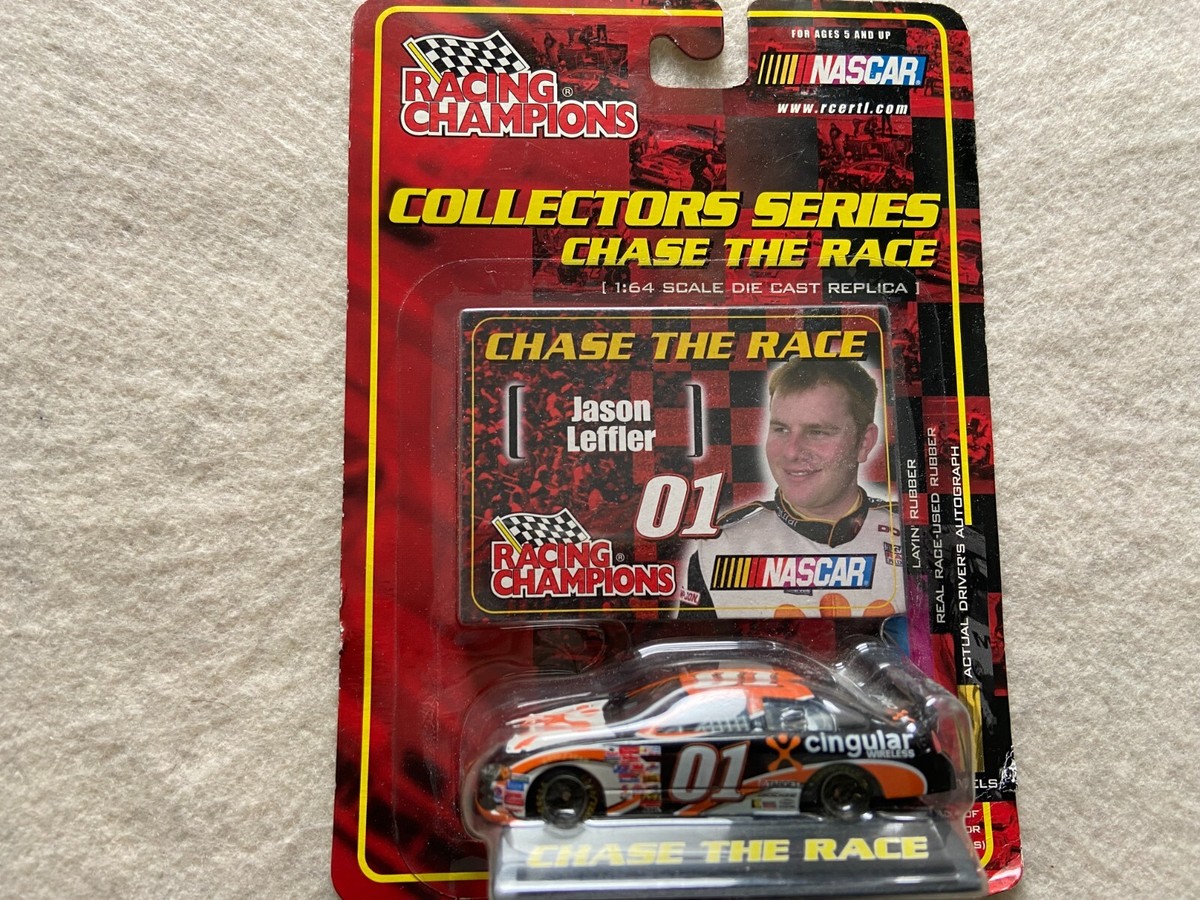 FOR AGES 5 AND UP
RACING
CHAMPIONS®
NASCAR
www.rcertl.com
COLLECTORS SERIES
CHASE THE RACE
[ 1:64 SCALE DIE CAST REPLICA ]
CHASE THE RACE
Jason
Leffler
01
RACING®
CHAMPIONS
NASCAR
LAYIN' RUBBER
REAL RACE-USED RUBBER
ACTUAL DRIVER'S AUTOGRAPH
01
cingular
WIRELESS
01
CHASE THE RACE